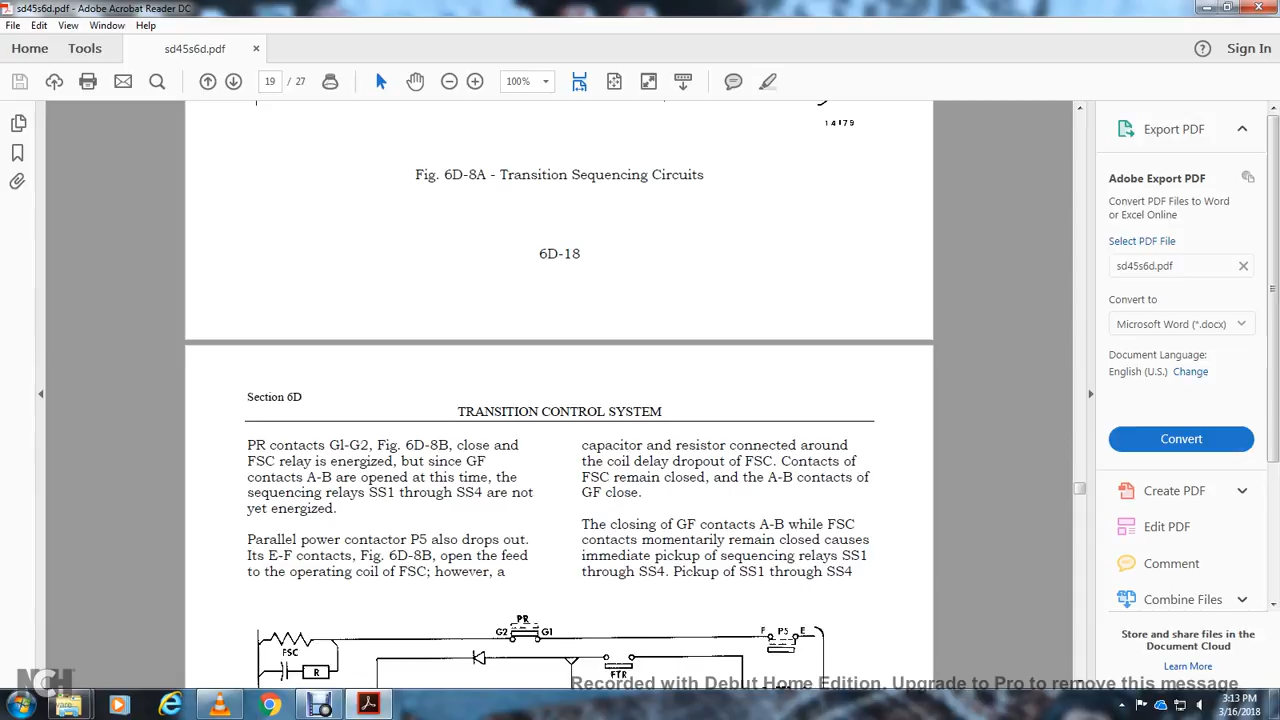 sd45s6d.pdf - Adobe Acrobat Reader DC
File Edit View Window Help
Home Tools sd45s6d.pdf × ? Sign In
19 / 27 100%
14179
Fig. 6D-8A - Transition Sequencing Circuits
6D-18
Section 6D
TRANSITION CONTROL SYSTEM
PR contacts Gl-G2, Fig. 6D-8B, close and
FSC relay is energized, but since GF
contacts A-B are opened at this time, the
sequencing relays SS1 through SS4 are not
yet energized.
Parallel power contactor P3 also drops out.
Its E-F contacts, Fig. 6D-8B, open the feed
to the operating coil of FSC; however, a
capacitor and resistor connected around
the coil delay dropout of FSC. Contacts of
FSC remain closed, and the A-B contacts of
GF close.
The closing of GF contacts A-B while FSC
contacts momentarily remain closed causes
immediate pickup of sequencing relays SS1
through SS4. Pickup of SS1 through SS4
PR
G2 G1
F P3 E
FSC
R
FTR
Export PDF
Adobe Export PDF
Convert PDF Files to Word
or Excel Online
Select PDF File
sd45s6d.pdf
Convert to
Microsoft Word (*.docx)
Document Language:
English (U.S.) Change
Convert
Create PDF
Edit PDF
Comment
Combine Files
Store and share files in the
Document Cloud
Learn More
NCH
Recorded with Debut Home Edition. Upgrade to Pro to remove this message
3:13 PM
3/16/2018